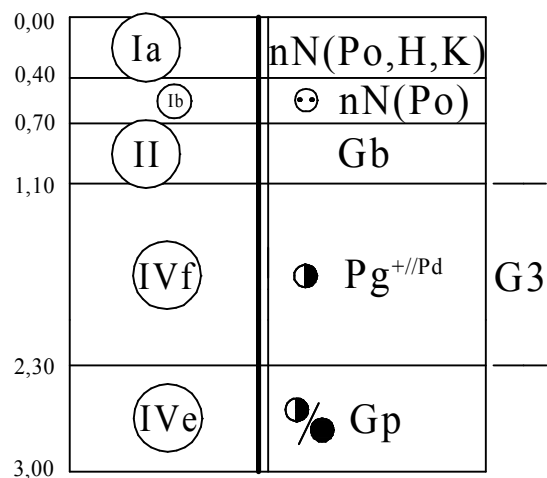 0,00
Ia nN(Po,H,K)
0,40
Ib nN(Po)
0,70
II Gb
1,10
IVf Pg+//Pd G3
2,30
IVe Gp
3,00